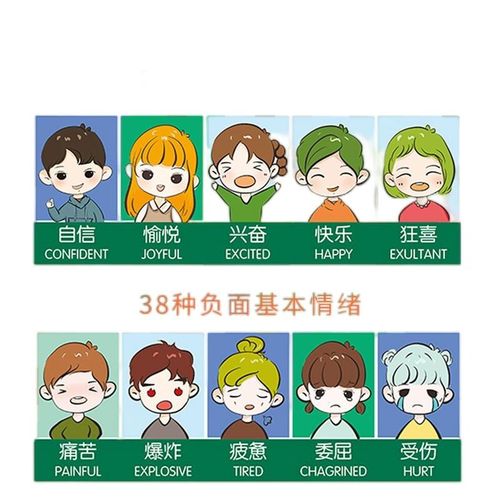 自信 愉悦 兴奋 快乐 狂喜
CONFIDENT JOYFUL EXCITED HAPPY EXULTANT
38种负面基本情绪
痛苦 爆炸 疲惫 委屈 受伤
PAINFUL EXPLOSIVE TIRED CHAGRINED HURT